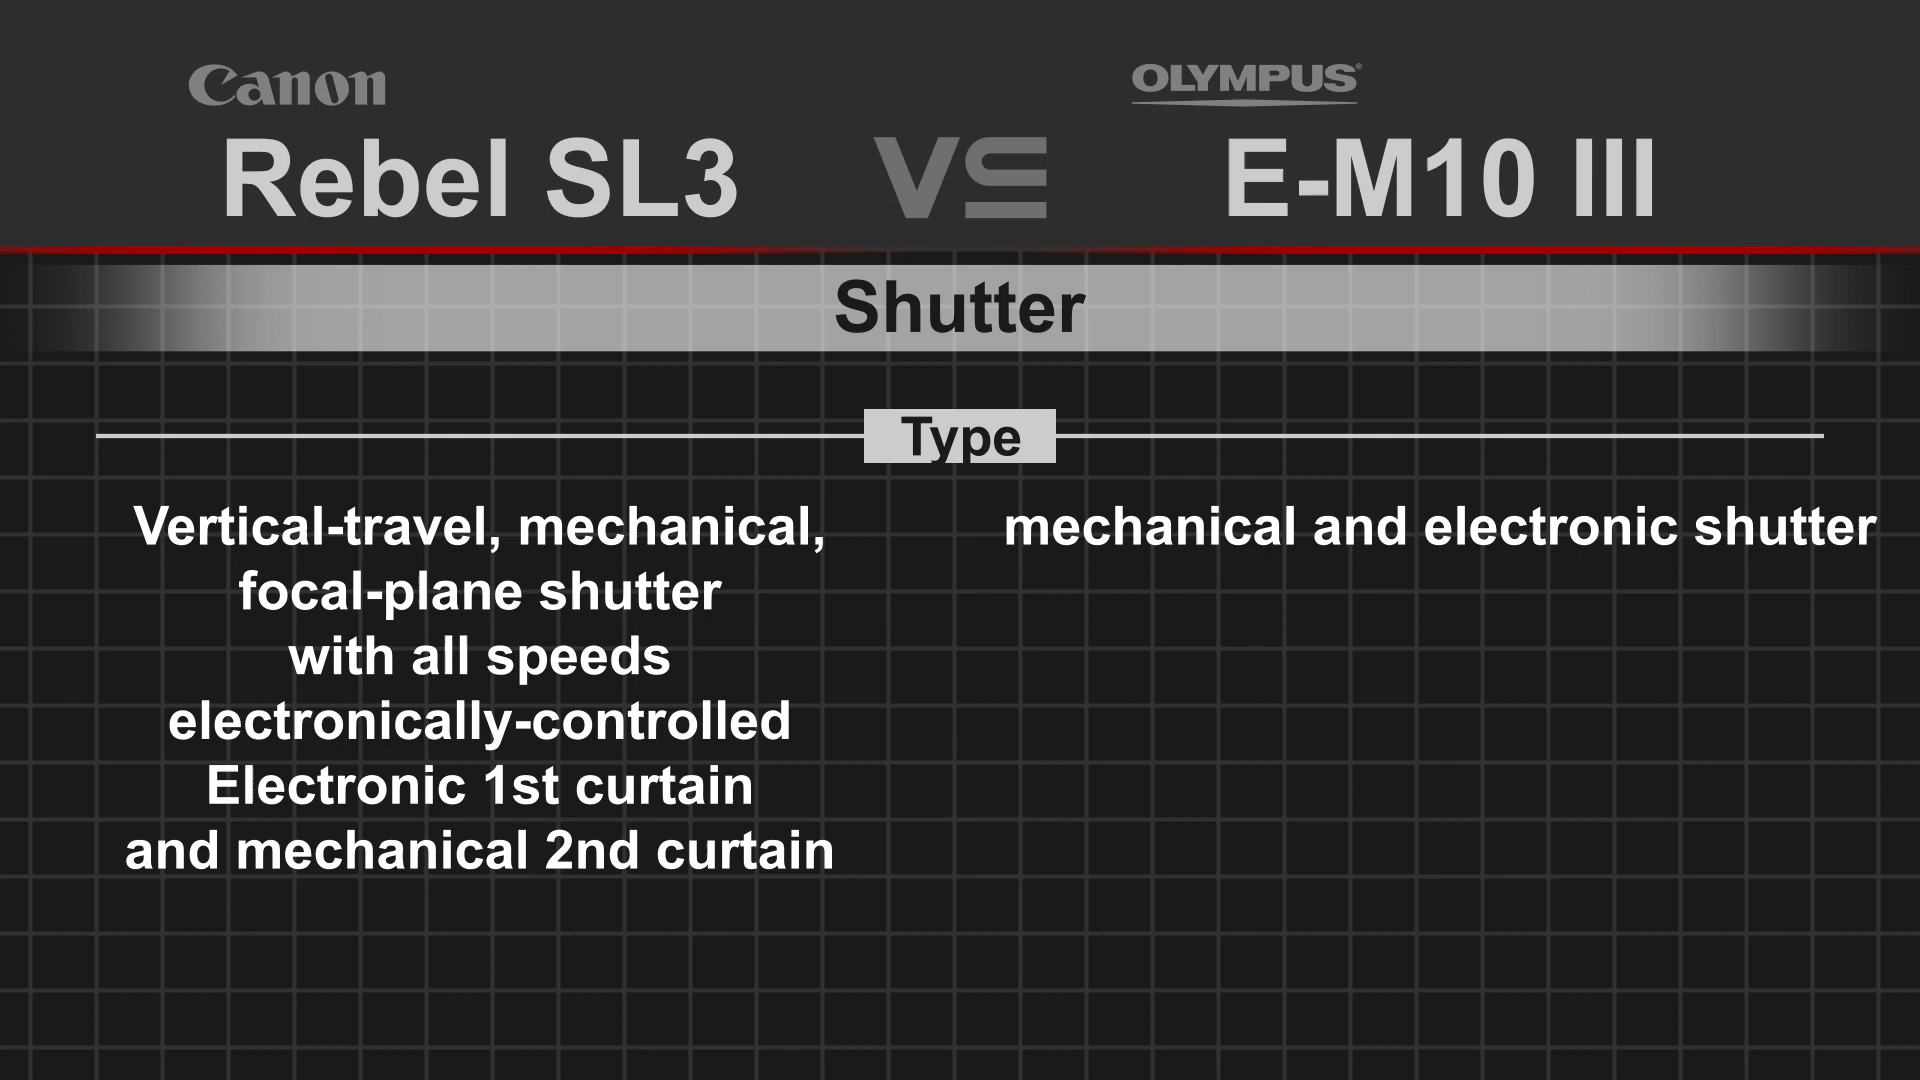 Canon
OLYMPUS®
Rebel SL3
VS
E-M10 III
Shutter
Type
Vertical-travel, mechanical,
focal-plane shutter
with all speeds
electronically-controlled
Electronic 1st curtain
and mechanical 2nd curtain
mechanical and electronic shutter